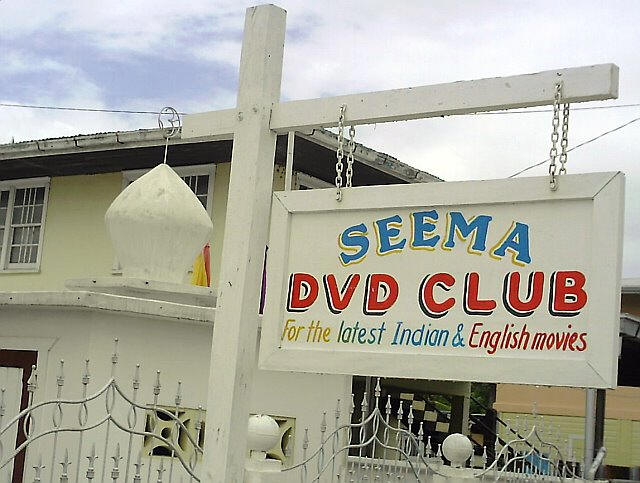 SEEMA
DVD CLUB
For the latest Indian & English movies